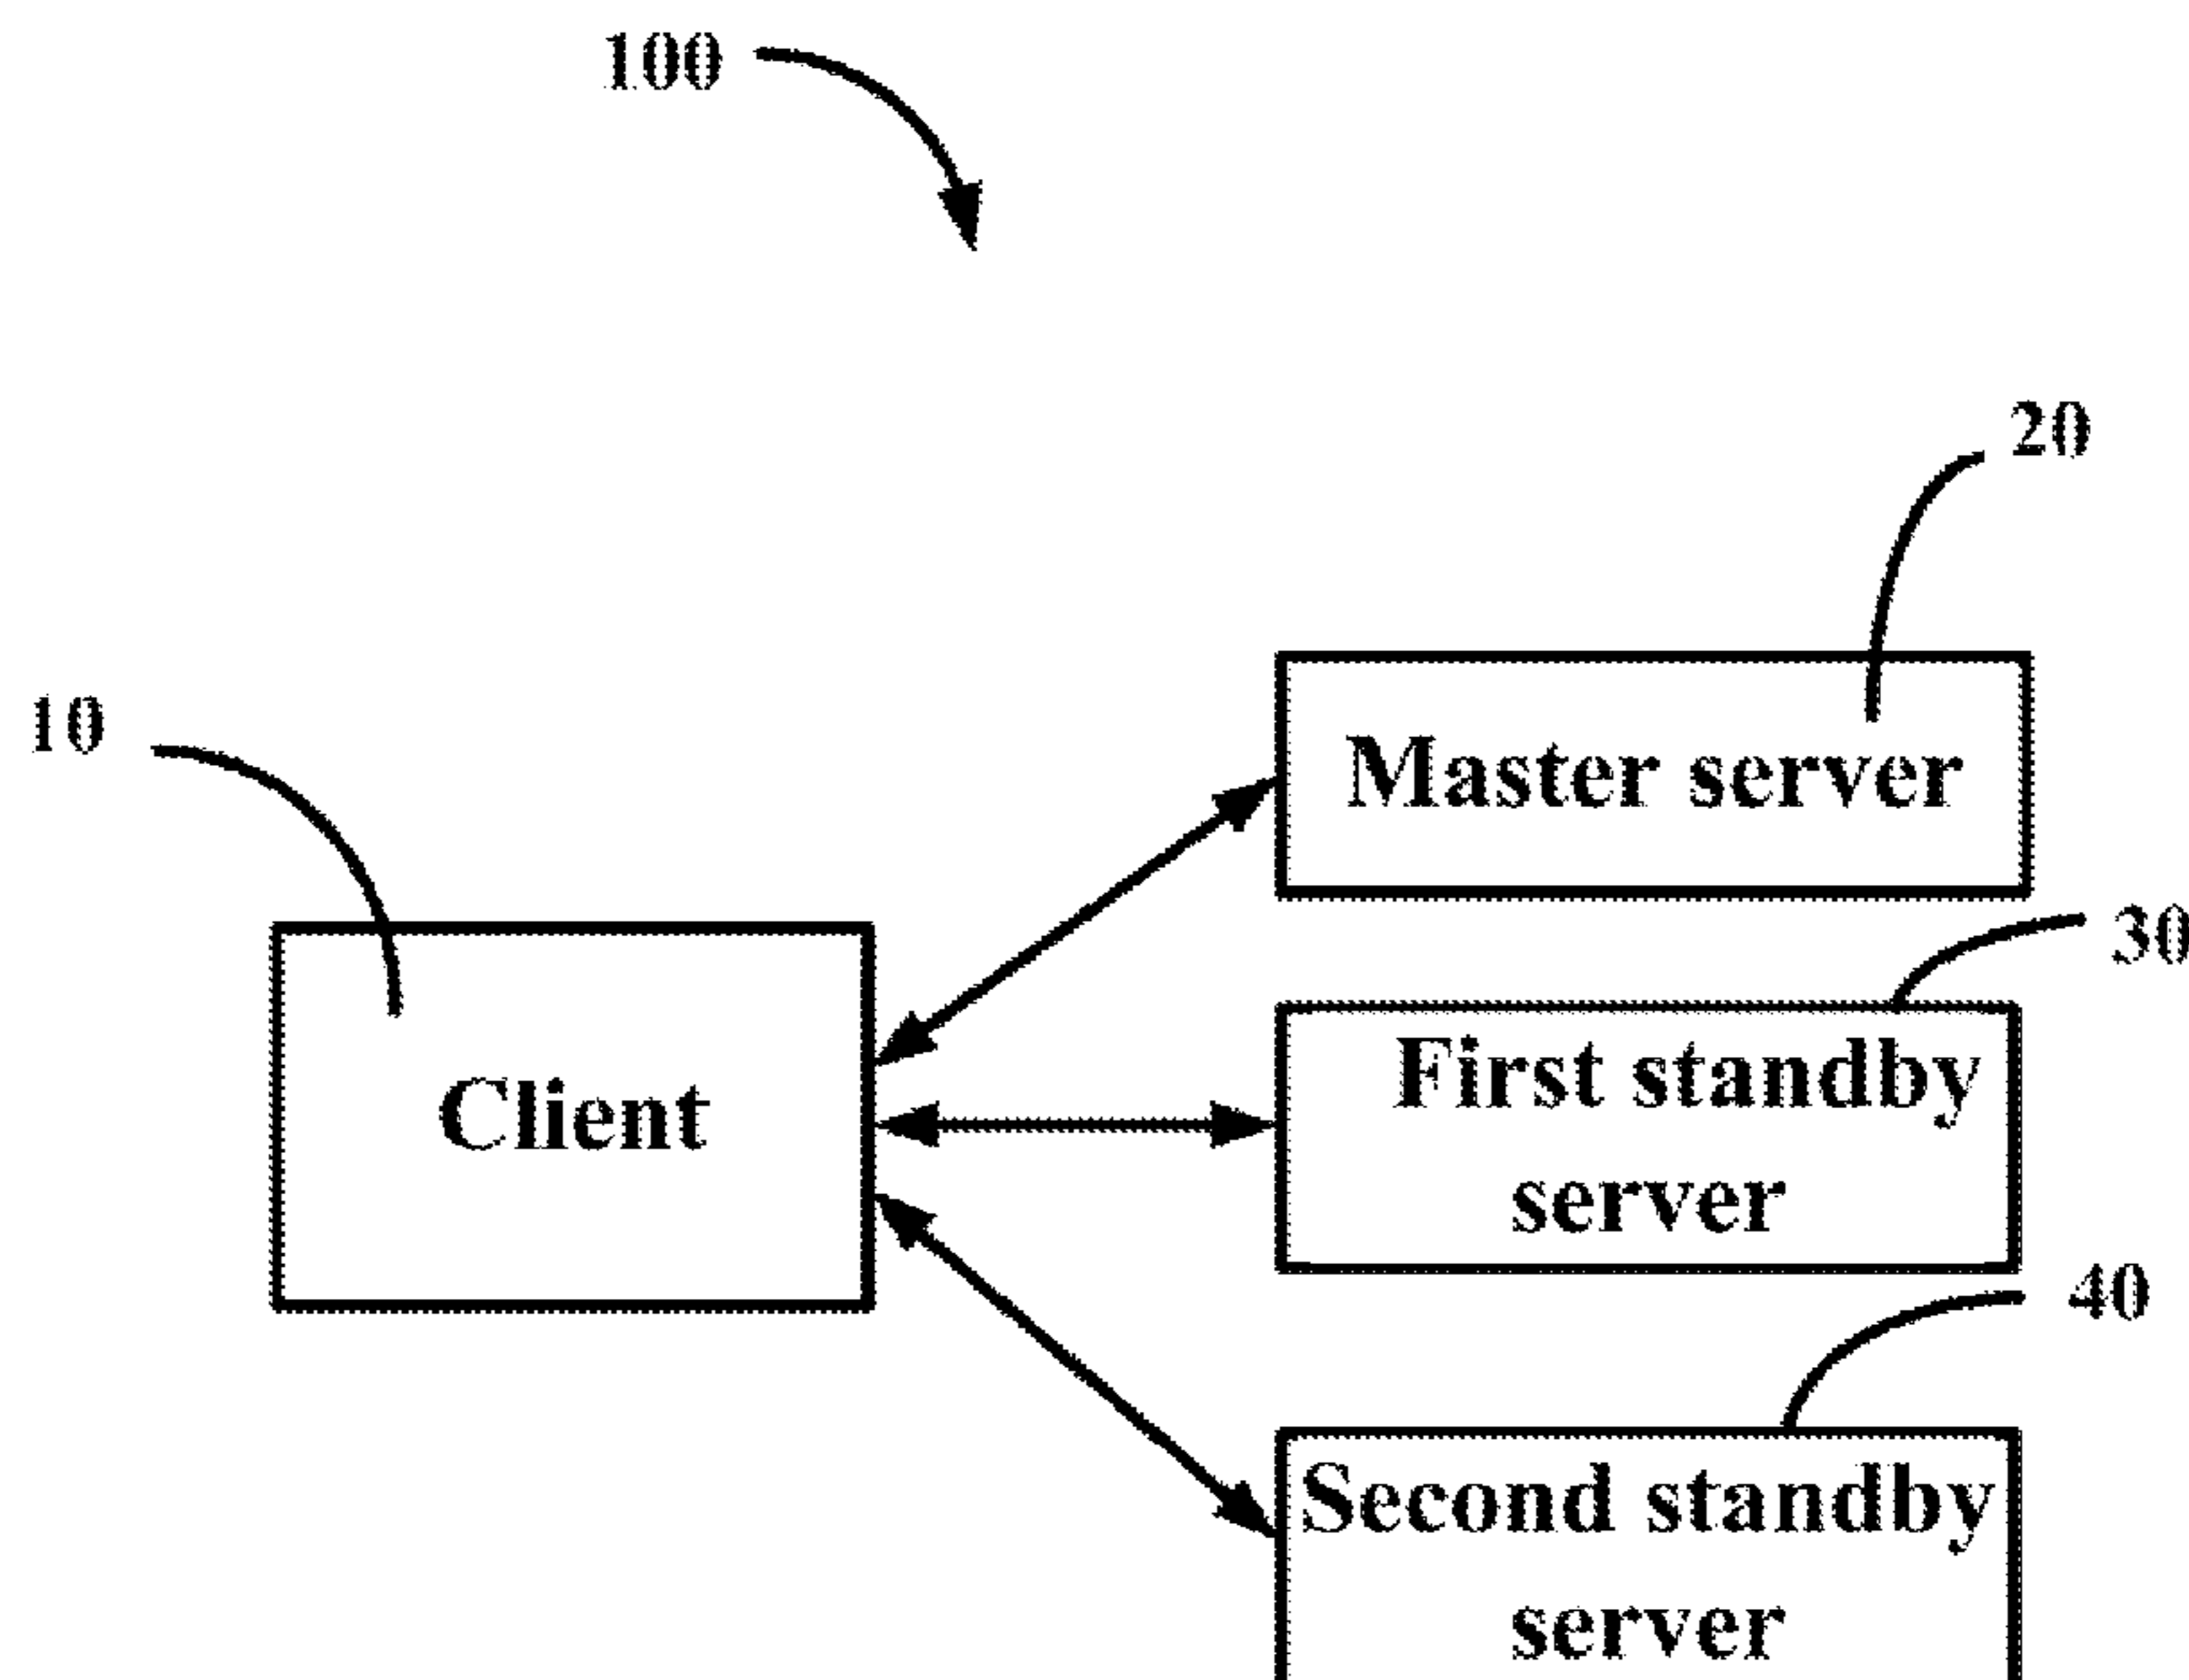 100
20
10
Master server
30
First standby
server
Client
40
Second standby
server